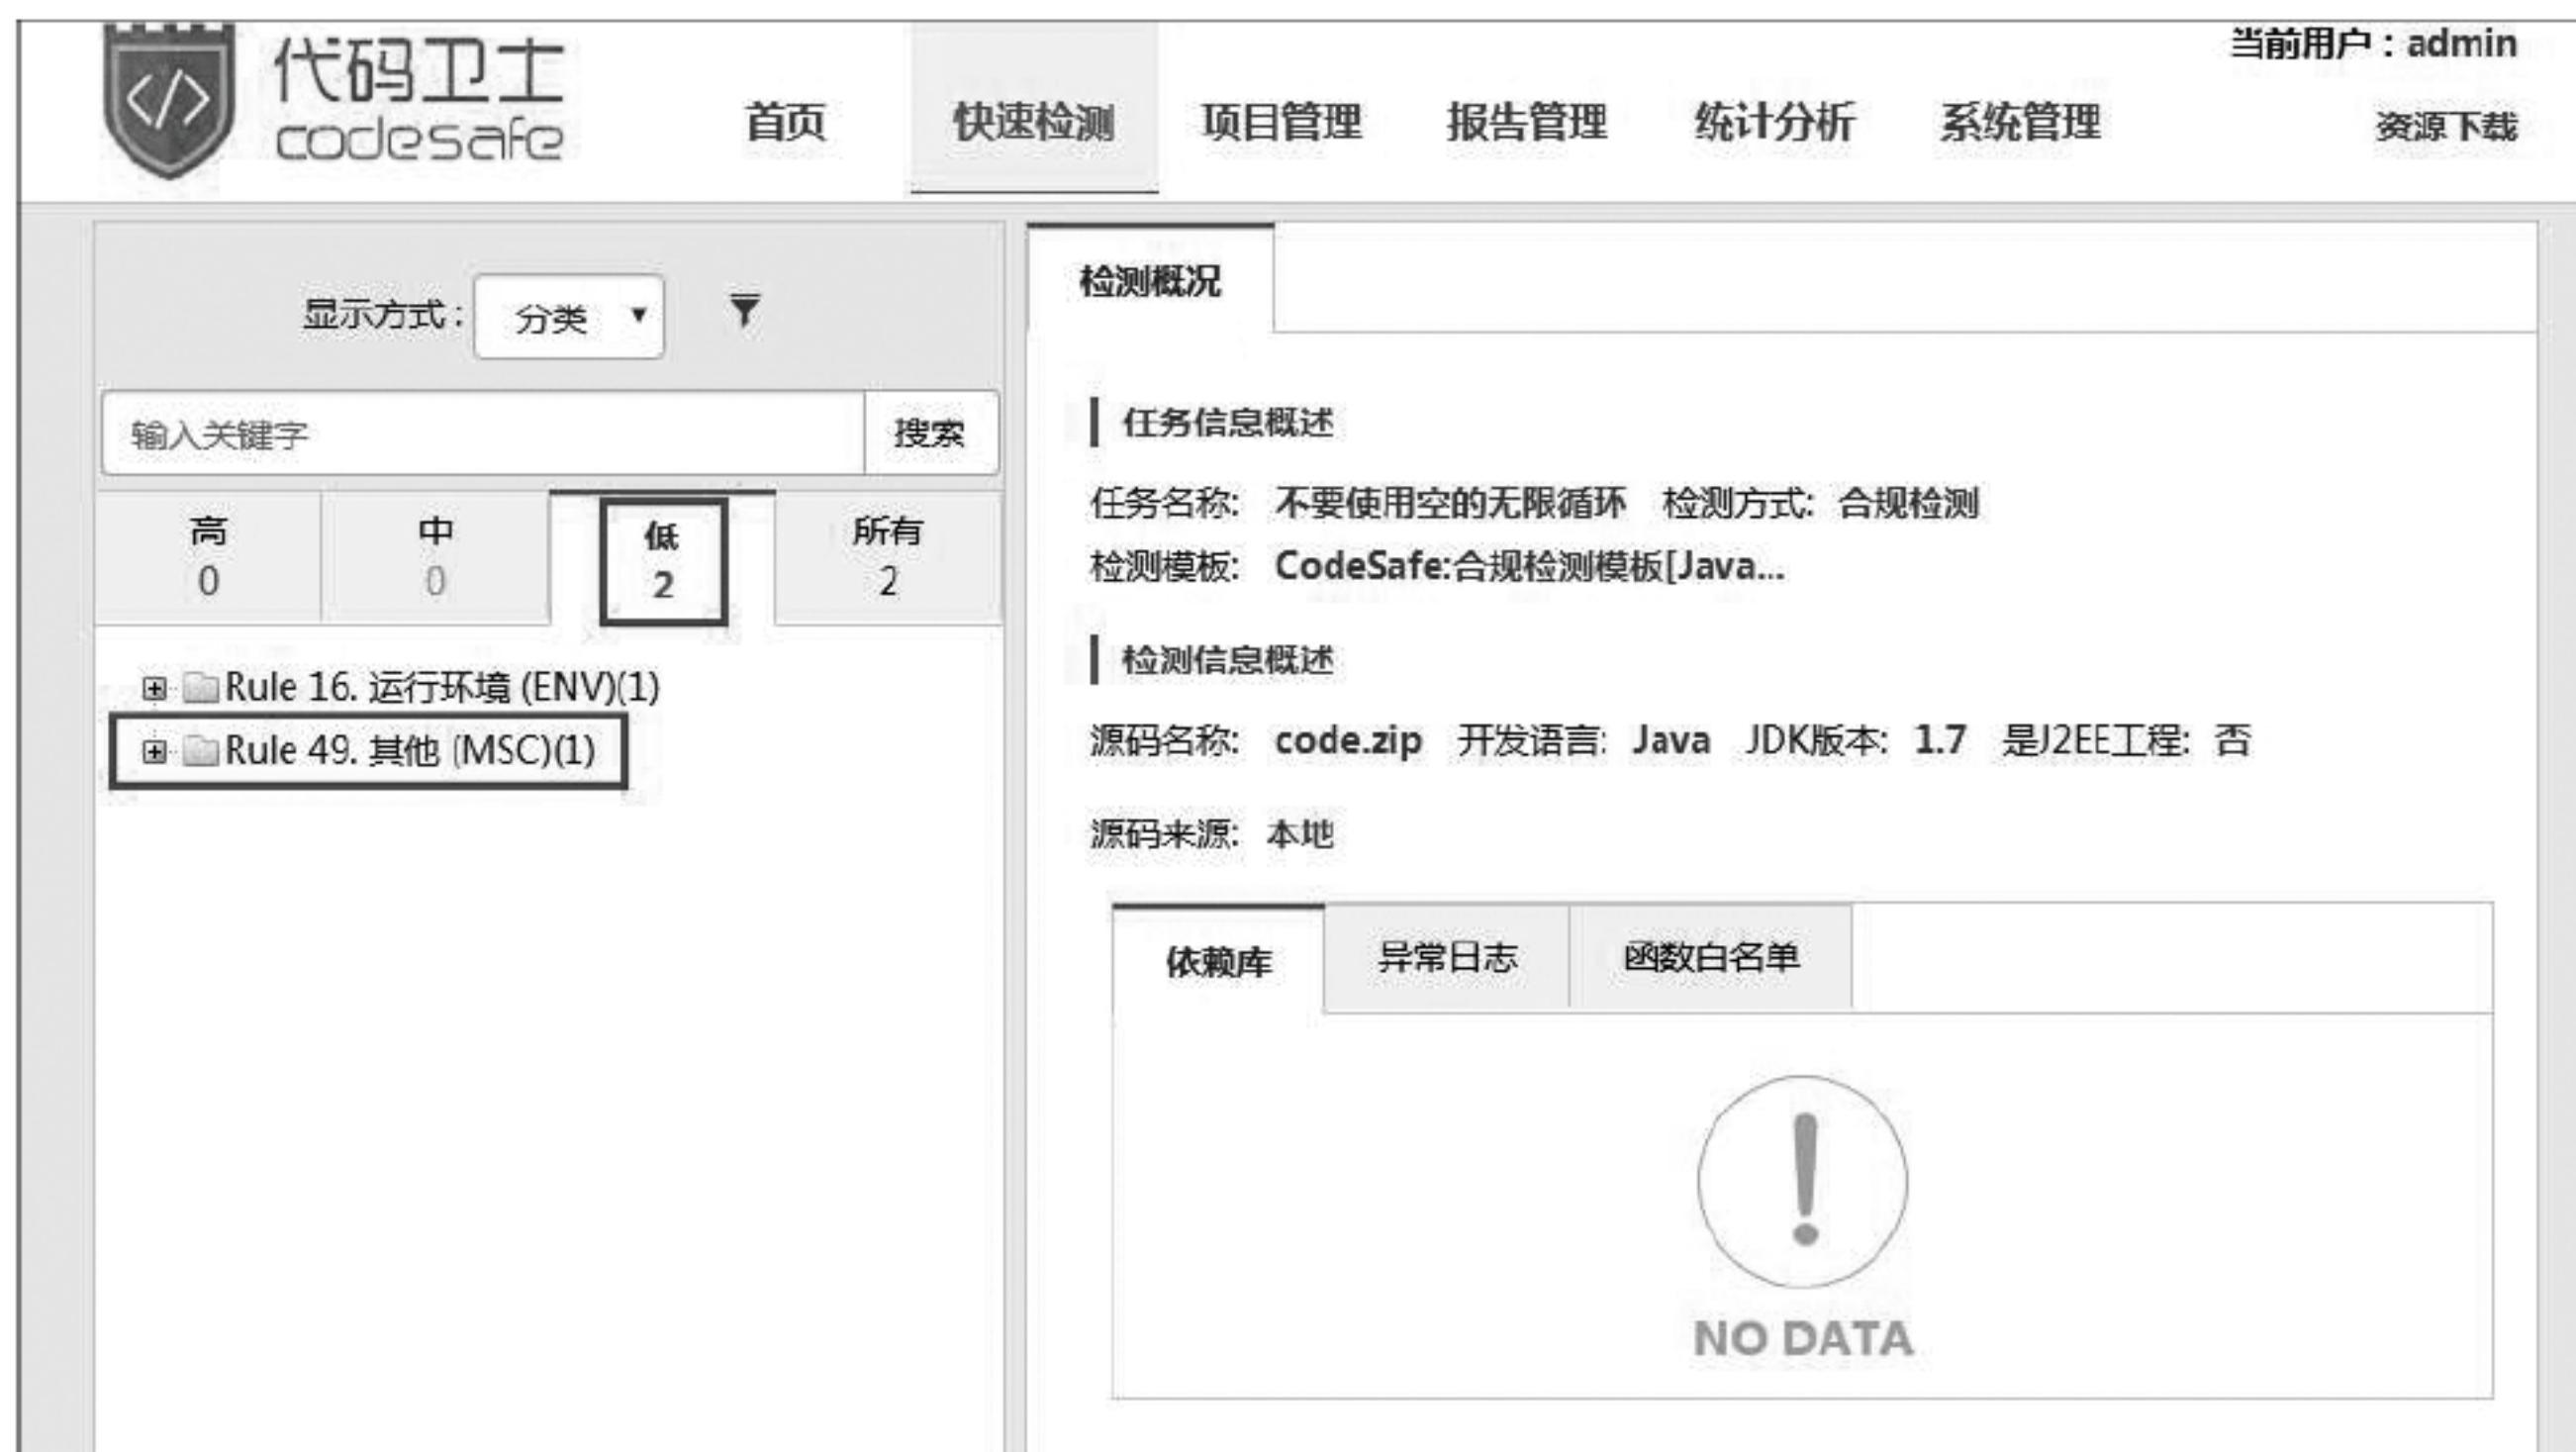 代码卫士
codesafe
当前用户：admin
首页 快速检测 项目管理 报告管理 统计分析 系统管理 资源下载
显示方式： 分类
输入关键字 搜索
高 中 低 所有
0 0 2 2
Rule 16. 运行环境 (ENV)(1)
Rule 49. 其他 (MSC)(1)
检测概况
任务信息概述
任务名称: 不要使用空的无限循环 检测方式: 合规检测
检测模板: CodeSafe:合规检测模板[Java...
检测信息概述
源码名称: code.zip 开发语言: Java JDK版本: 1.7 是J2EE工程: 否
源码来源: 本地
依赖库 异常日志 函数白名单
NO DATA